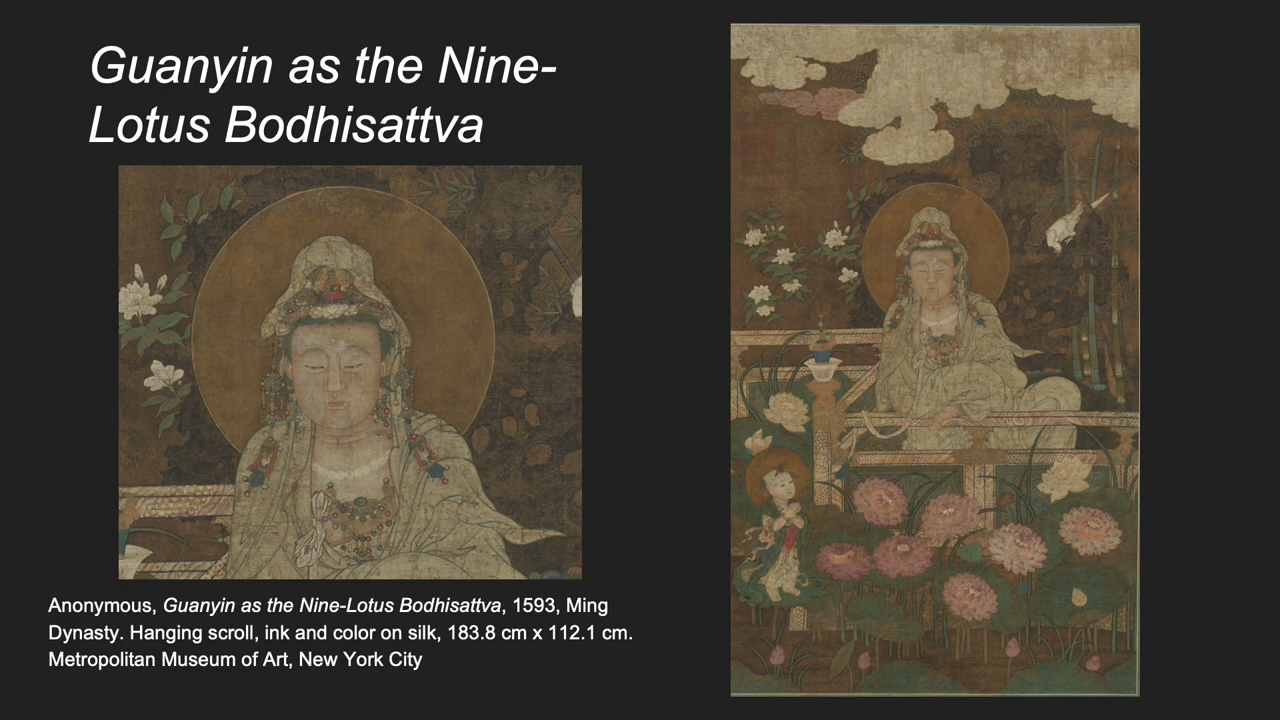 Guanyin as the Nine-
Lotus Bodhisattva
Anonymous, Guanyin as the Nine-Lotus Bodhisattva, 1593, Ming
Dynasty. Hanging scroll, ink and color on silk, 183.8 cm x 112.1 cm.
Metropolitan Museum of Art, New York City